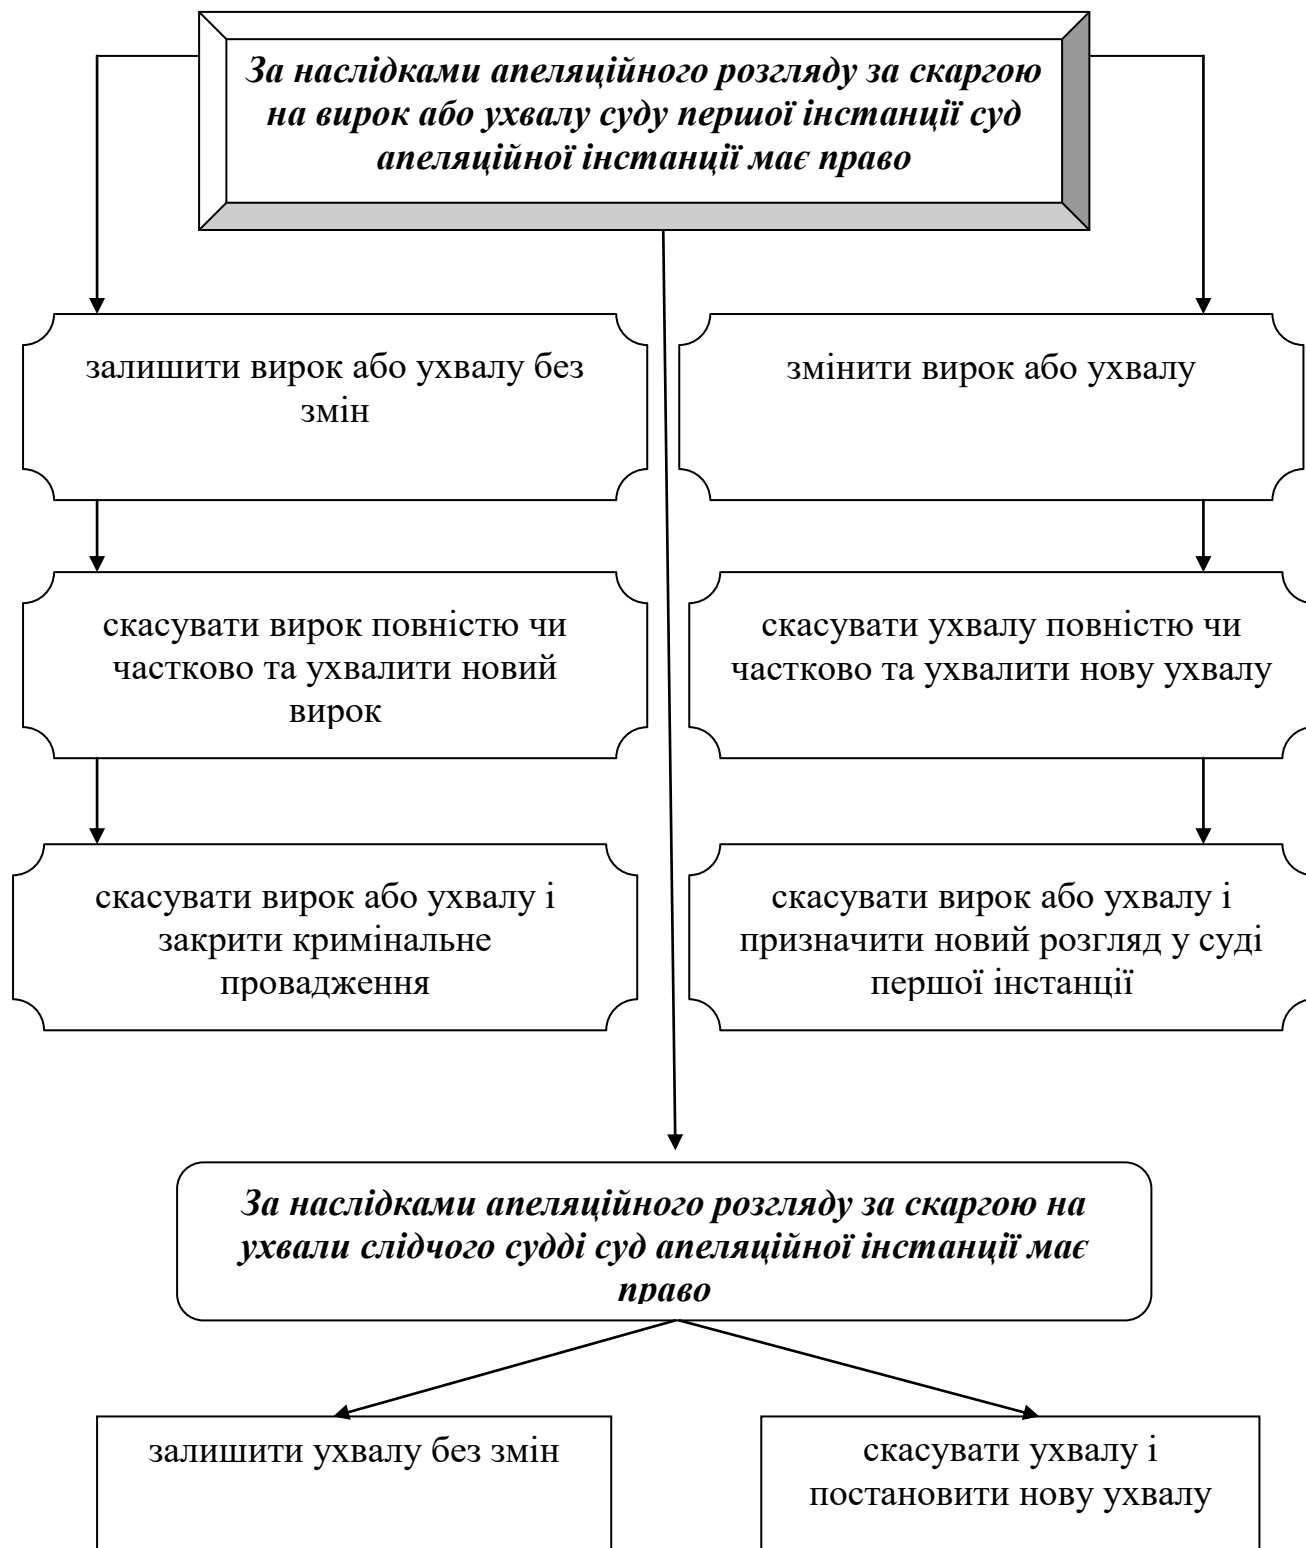 За наслідками апеляційного розгляду за скаргою
на вирок або ухвалу суду першої інстанції суд
апеляційної інстанції має право
залишити вирок або ухвалу без
змін
змінити вирок або ухвалу
скасувати вирок повністю чи
частково та ухвалити новий
вирок
скасувати ухвалу повністю чи
частково та ухвалити нову ухвалу
скасувати вирок або ухвалу і
закрити кримінальне
провадження
скасувати вирок або ухвалу і
призначити новий розгляд у суді
першої інстанції
За наслідками апеляційного розгляду за скаргою на
ухвали слідчого судді суд апеляційної інстанції має
право
залишити ухвалу без змін
скасувати ухвалу і
постановити нову ухвалу